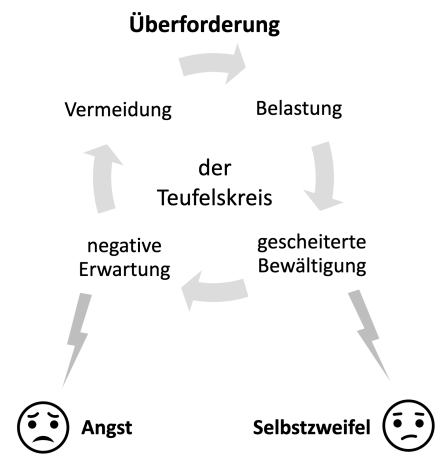 Überforderung
Vermeidung
Belastung
der
Teufelskreis
negative
Erwartung
gescheiterte
Bewältigung
Angst
Selbstzweifel